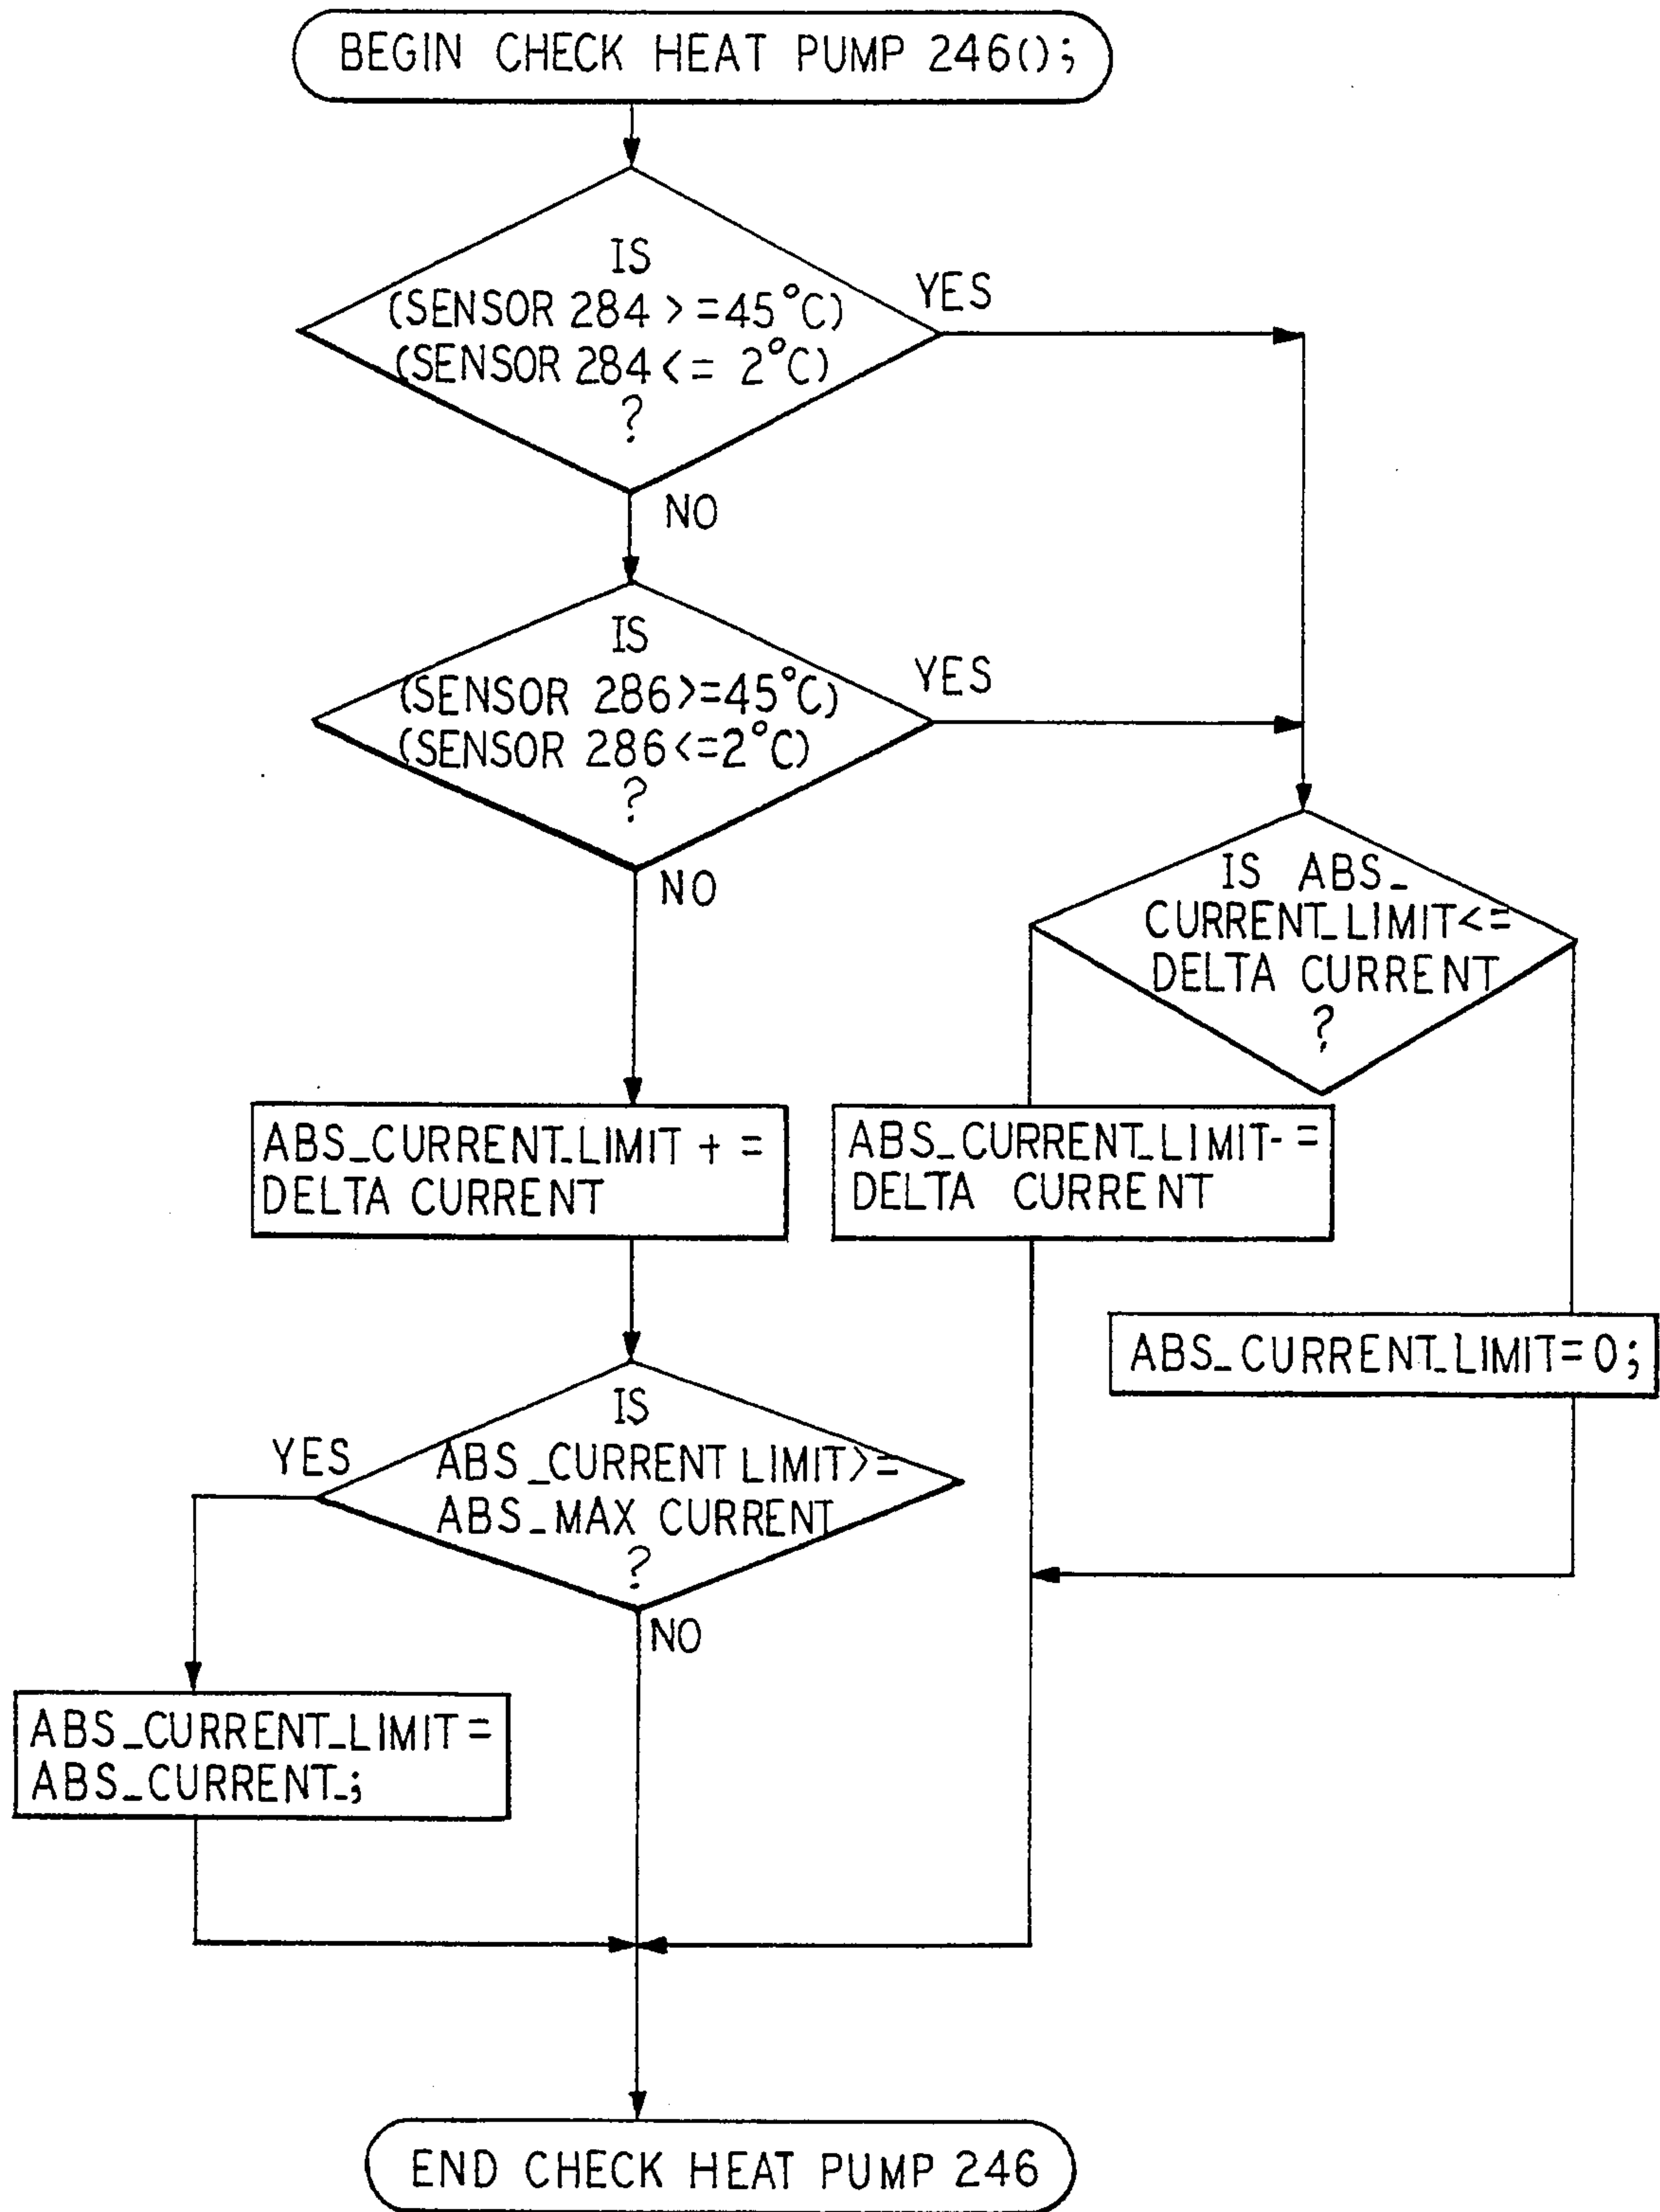 BEGIN CHECK HEAT PUMP 246();
IS
(SENSOR 284 >=45°C)
(SENSOR 284 <= 2°C)
?
YES
NO
IS
(SENSOR 286>=45°C)
(SENSOR 286<=2°C)
?
YES
NO
IS ABS_
CURRENT_LIMIT<=
DELTA CURRENT
?
ABS_CURRENT_LIMIT + =
DELTA CURRENT
ABS_CURRENT_LIMIT- =
DELTA CURRENT
ABS_CURRENT_LIMIT=0;
IS
ABS_CURRENT LIMIT>=
ABS_MAX CURRENT
?
YES
NO
ABS_CURRENT_LIMIT=
ABS_CURRENT_;
END CHECK HEAT PUMP 246